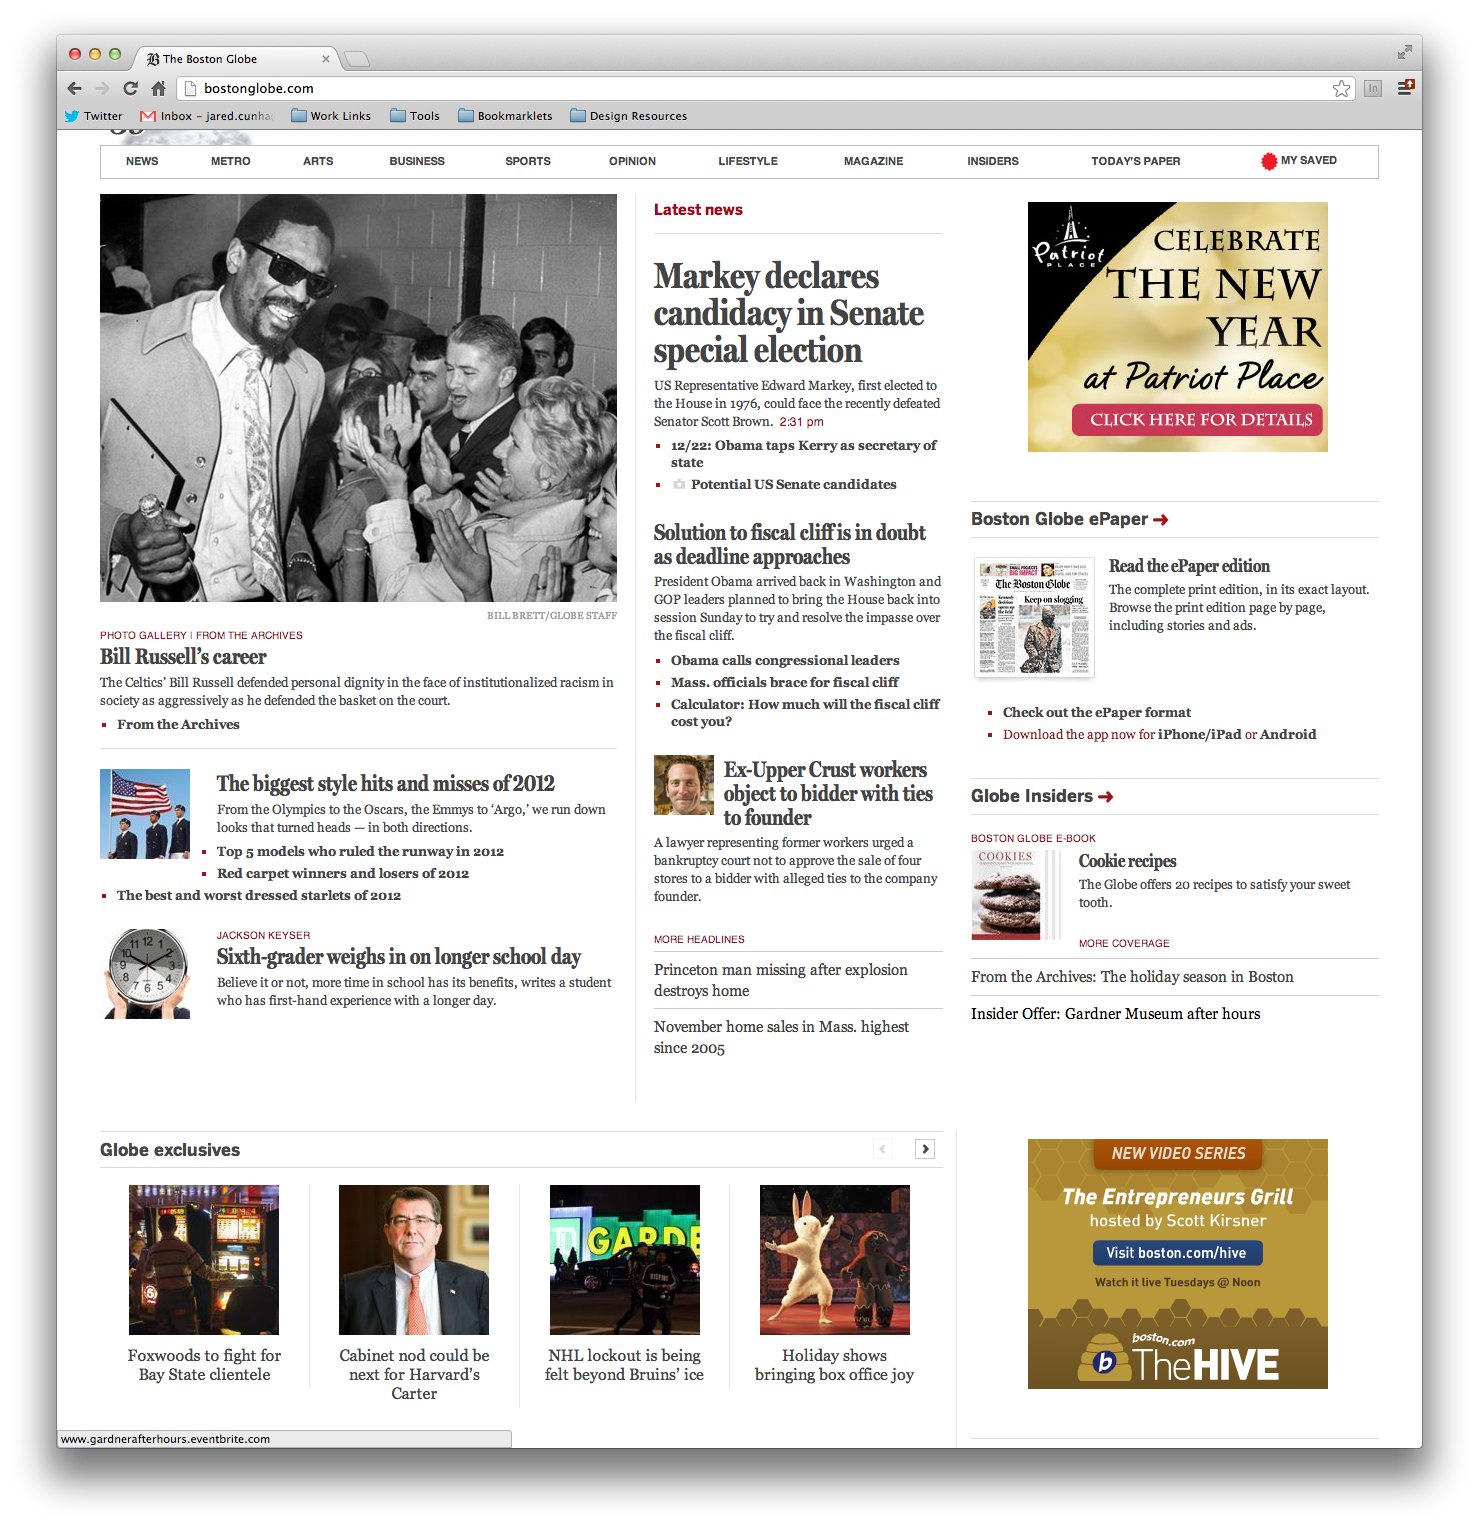 The Boston Globe
bostonglobe.com
Twitter
Inbox – jared.cunha
Work Links
Tools
Bookmarklets
Design Resources
NEWS
METRO
ARTS
BUSINESS
SPORTS
OPINION
LIFESTYLE
MAGAZINE
INSIDERS
TODAY'S PAPER
MY SAVED
BILL BRETT/GLOBE STAFF
PHOTO GALLERY | FROM THE ARCHIVES
Bill Russell’s career
The Celtics’ Bill Russell defended personal dignity in the face of institutionalized racism in
society as aggressively as he defended the basket on the court.
From the Archives
The biggest style hits and misses of 2012
From the Olympics to the Oscars, the Emmys to ‘Argo,’ we run down
looks that turned heads — in both directions.
Top 5 models who ruled the runway in 2012
Red carpet winners and losers of 2012
The best and worst dressed starlets of 2012
JACKSON KEYSER
Sixth-grader weighs in on longer school day
Believe it or not, more time in school has its benefits, writes a student
who has first-hand experience with a longer day.
Latest news
Markey declares
candidacy in Senate
special election
US Representative Edward Markey, first elected to
the House in 1976, could face the recently defeated
Senator Scott Brown. 2:31 pm
12/22: Obama taps Kerry as secretary of
state
Potential US Senate candidates
Solution to fiscal cliff is in doubt
as deadline approaches
President Obama arrived back in Washington and
GOP leaders planned to bring the House back into
session Sunday to try and resolve the impasse over
the fiscal cliff.
Obama calls congressional leaders
Mass. officials brace for fiscal cliff
Calculator: How much will the fiscal cliff
cost you?
Ex-Upper Crust workers
object to bidder with ties
to founder
A lawyer representing former workers urged a
bankruptcy court not to approve the sale of four
stores to a bidder with alleged ties to the company
founder.
MORE HEADLINES
Princeton man missing after explosion
destroys home
November home sales in Mass. highest
since 2005
Patriot
PLACE
CELEBRATE
THE NEW
YEAR
at Patriot Place
CLICK HERE FOR DETAILS
Boston Globe ePaper
SMALL PROJECTS
BIG IMPACT
The Boston Globe
Keep on slogging
Read the ePaper edition
The complete print edition, in its exact layout.
Browse the print edition page by page,
including stories and ads.
Check out the ePaper format
Download the app now for iPhone/iPad or Android
Globe Insiders
BOSTON GLOBE E-BOOK
COOKIES
Cookie recipes
The Globe offers 20 recipes to satisfy your sweet
tooth.
MORE COVERAGE
From the Archives: The holiday season in Boston
Insider Offer: Gardner Museum after hours
Globe exclusives
Foxwoods to fight for
Bay State clientele
Cabinet nod could be
next for Harvard’s
Carter
GARDE
NHL lockout is being
felt beyond Bruins’ ice
Holiday shows
bringing box office joy
NEW VIDEO SERIES
The Entrepreneurs Grill
hosted by Scott Kirsner
Visit boston.com/hive
Watch it live Tuesdays @ Noon
boston.com
b TheHIVE
www.gardnerafterhours.eventbrite.com